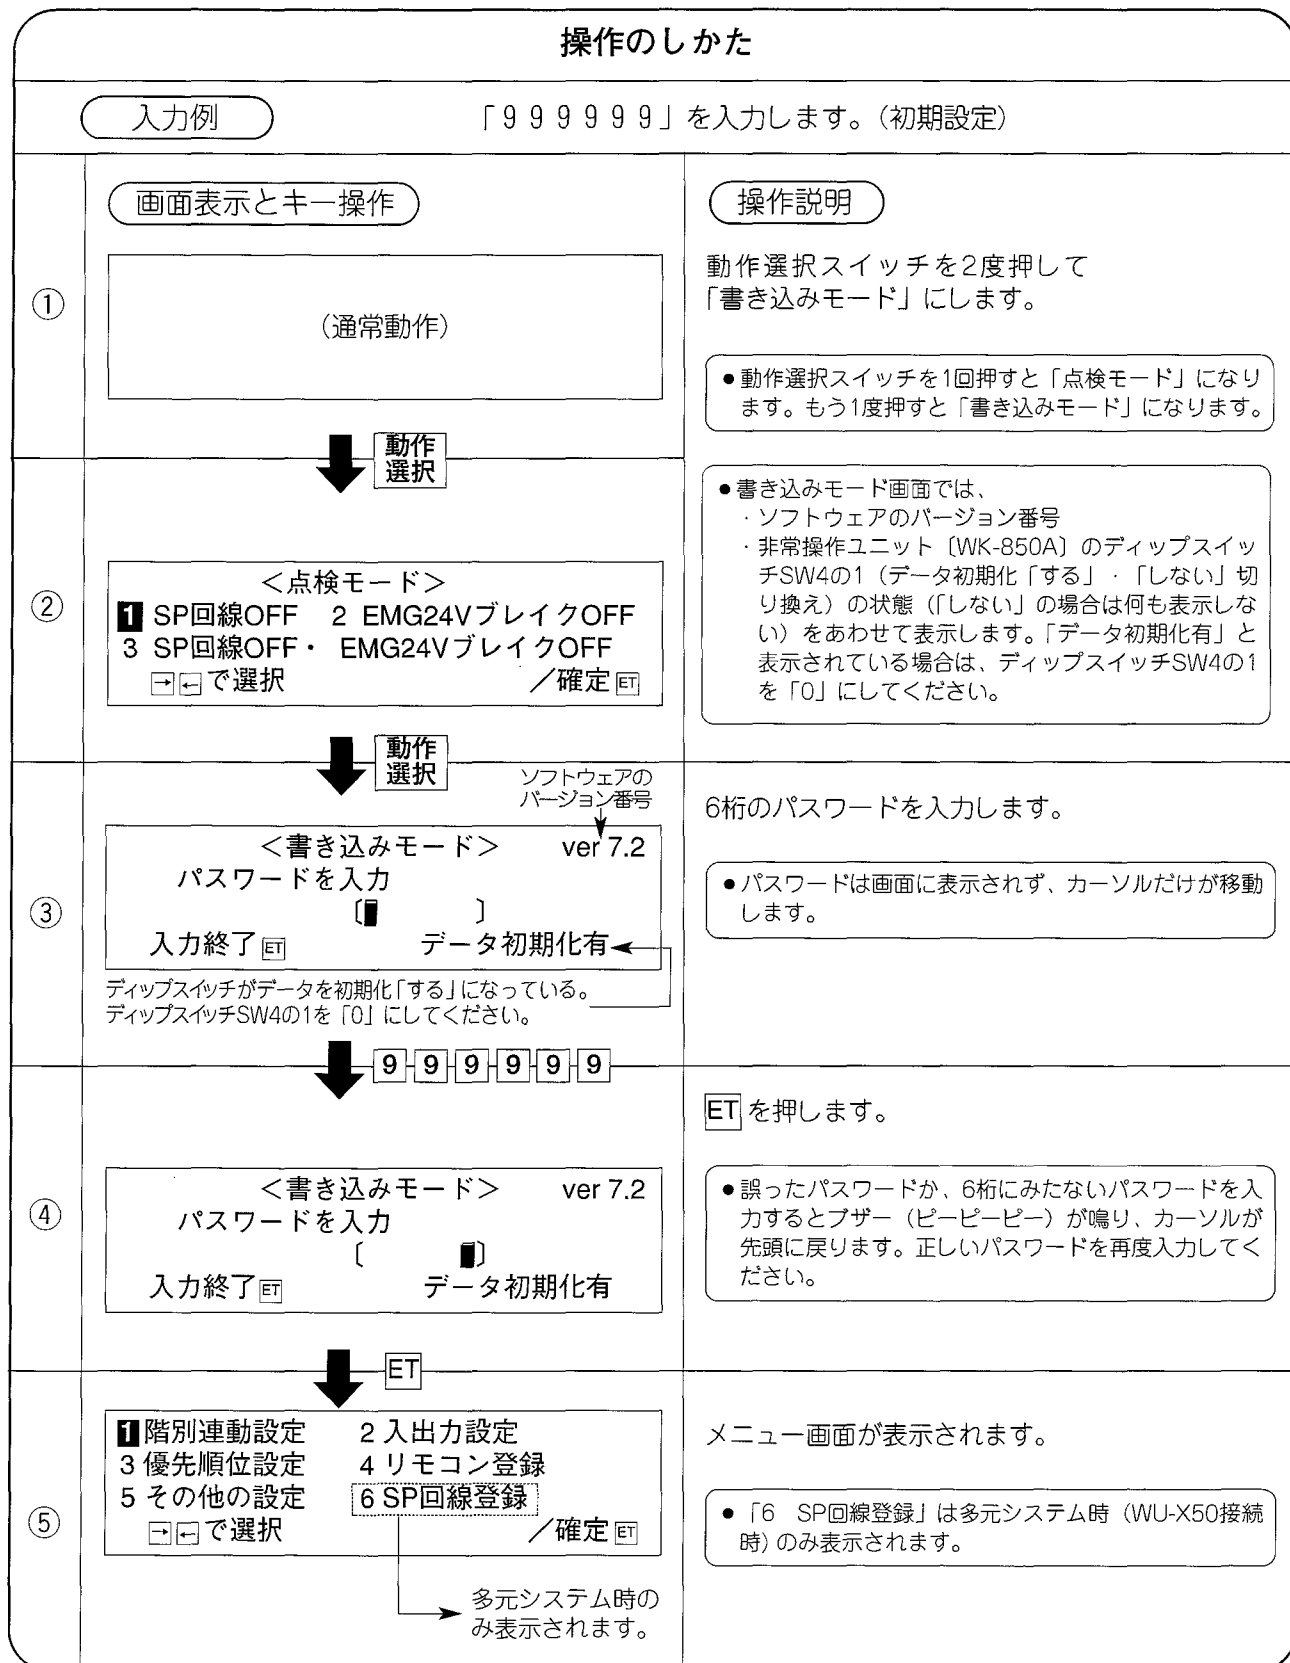 操作のしかた
入力例
「９９９９９９」を入力します。（初期設定）
①
画面表示とキー操作
（通常動作）
操作説明
動作選択スイッチを2度押して
「書き込みモード」にします。
●動作選択スイッチを1回押すと「点検モード」になり
ます。もう1度押すと「書き込みモード」になります。
動作
選択
②
＜点検モード＞
1 SP回線OFF 2 EMG24VブレイクOFF
3 SP回線OFF・ EMG24VブレイクOFF
→←で選択 ／確定ET
●書き込みモード画面では、
・ソフトウェアのバージョン番号
・非常操作ユニット〔WK-850A〕のディップスイッ
チSW4の1（データ初期化「する」・「しない」切
り換え）の状態（「しない」の場合は何も表示しな
い）をあわせて表示します。「データ初期化有」と
表示されている場合は、ディップスイッチSW4の1
を「0」にしてください。
動作
選択
③
ソフトウェアの
バージョン番号
＜書き込みモード＞ ver 7.2
パスワードを入力
〔 〕
入力終了ET データ初期化有
ディップスイッチがデータを初期化「する」になっている。
ディップスイッチSW4の1を「0」にしてください。
6桁のパスワードを入力します。
●パスワードは画面に表示されず、カーソルだけが移動
します。
9 9 9 9 9 9
④
＜書き込みモード＞ ver 7.2
パスワードを入力
〔 〕
入力終了ET データ初期化有
ETを押します。
●誤ったパスワードか、6桁にみたないパスワードを入
力するとブザー（ピーピーピー）が鳴り、カーソルが
先頭に戻ります。正しいパスワードを再度入力してく
ださい。
ET
⑤
1 階別連動設定 2 入出力設定
3 優先順位設定 4 リモコン登録
5 その他の設定 6 SP回線登録
→←で選択 ／確定ET
多元システム時の
み表示されます。
メニュー画面が表示されます。
●「6 SP回線登録」は多元システム時（WU-X50接続
時）のみ表示されます。